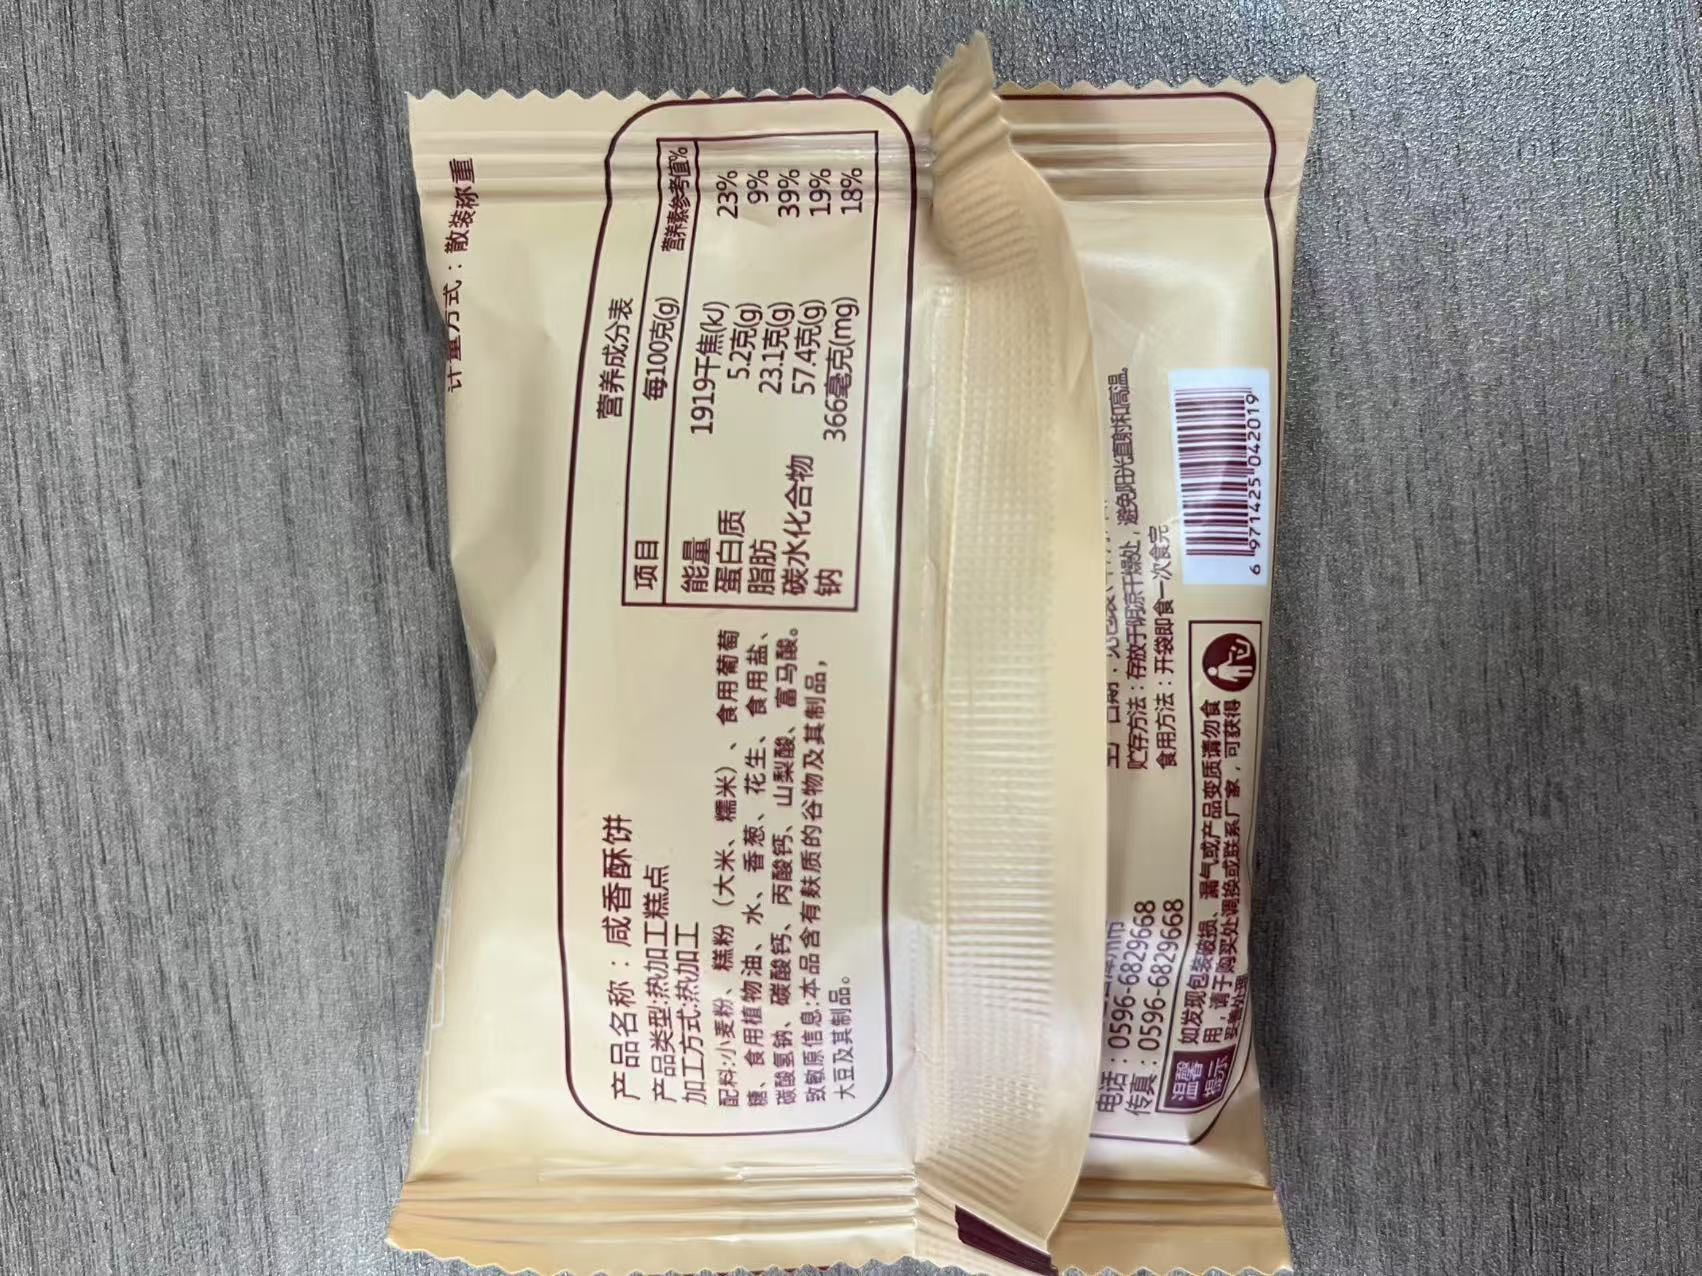 计量方式：散装称重
产品名称：咸香酥饼
产品类型:热加工糕点
加工方式:热加工
配料:小麦粉、糕粉（大米、糯米）、食用葡萄
糖、食用植物油、水、香葱、花生、食用盐、
碳酸氢钠、碳酸钙、丙酸钙、山梨酸、富马酸。
致敏原信息:本品含有麸质的谷物及其制品，
大豆及其制品。
营养成分表
项目 每100克(g) 营养素参考值%
能量 1919千焦(kJ) 23%
蛋白质 5.2克(g) 9%
脂肪 23.1克(g) 39%
碳水化合物 57.4克(g) 19%
钠 366毫克(mg) 18%
电话：0596-6829668
传真：0596-6829668
贮存方法：存放于阴凉干燥处，避免阳光直射和高温。
食用方法：开袋即食一次食完
温馨
提示
如发现包装破损、漏气或产品变质请勿食
用，请于购买处调换或联系厂家，可获得
妥善处理
6 971425 042019